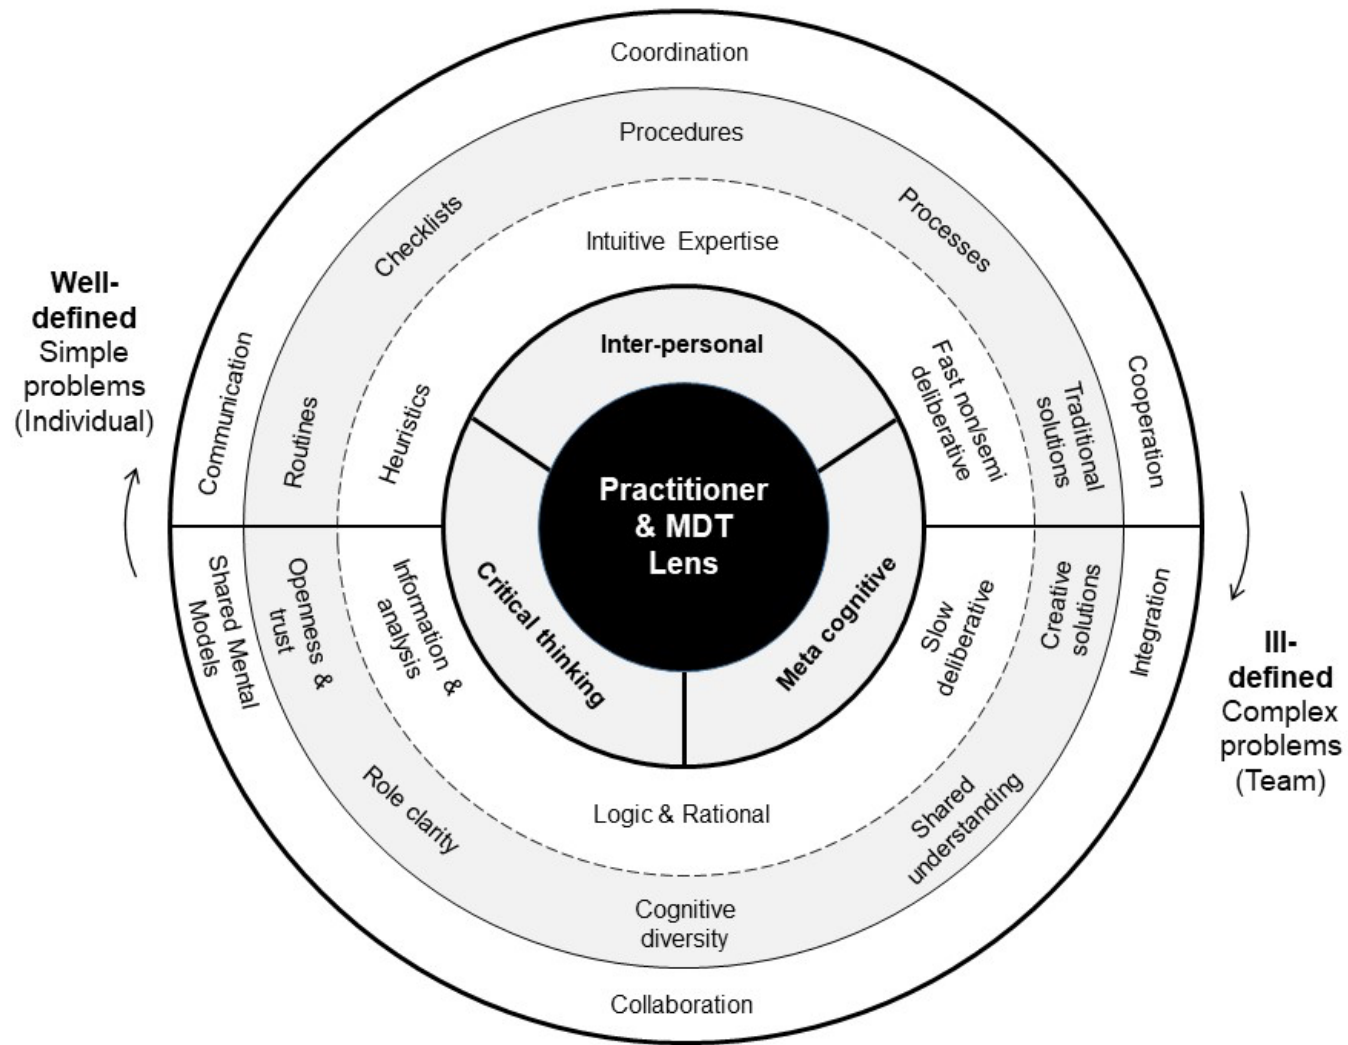 Coordination
Procedures
Checklists
Processes
Intuitive Expertise
Well-
defined
Simple
problems
(Individual)
Communication
Routines
Heuristics
Inter-personal
Fast non/semi
deliberative
Traditional
solutions
Cooperation
Practitioner
& MDT
Lens
Critical thinking
Meta cognitive
Shared Mental
Models
Openness &
trust
Information &
analysis
Slow
deliberative
Creative
solutions
Integration
Ill-
defined
Complex
problems
(Team)
Role clarity
Logic & Rational
Shared
understanding
Cognitive
diversity
Collaboration